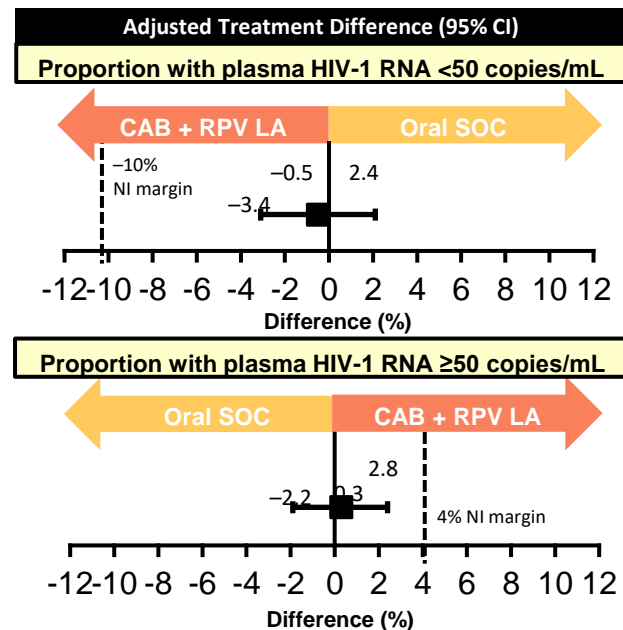 Adjusted Treatment Difference (95% CI)
Proportion with plasma HIV-1 RNA <50 copies/mL
CAB + RPV LA
Oral SOC
–10%
NI margin
–0.5
2.4
–3.4
-12 -10 -8 -6 -4 -2 0 2 4 6 8 10 12
Difference (%)
Proportion with plasma HIV-1 RNA ≥50 copies/mL
Oral SOC
CAB + RPV LA
2.8
–2.2
0.3
4% NI margin
-12 -10 -8 -6 -4 -2 0 2 4 6 8 10 12
Difference (%)